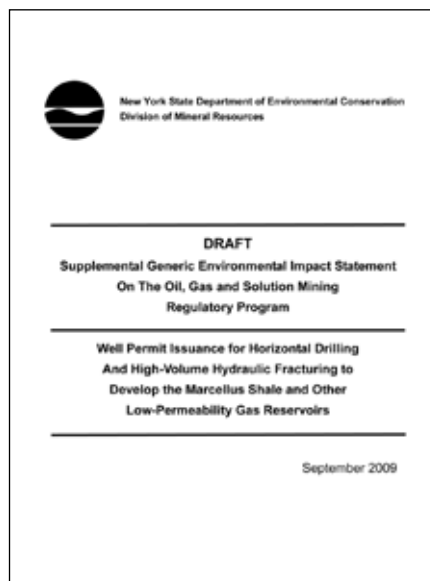 New York State Department of Environmental Conservation
Division of Mineral Resources
DRAFT
Supplemental Generic Environmental Impact Statement
On The Oil, Gas and Solution Mining
Regulatory Program
Well Permit Issuance for Horizontal Drilling
And High-Volume Hydraulic Fracturing to
Develop the Marcellus Shale and Other
Low-Permeability Gas Reservoirs
September 2009